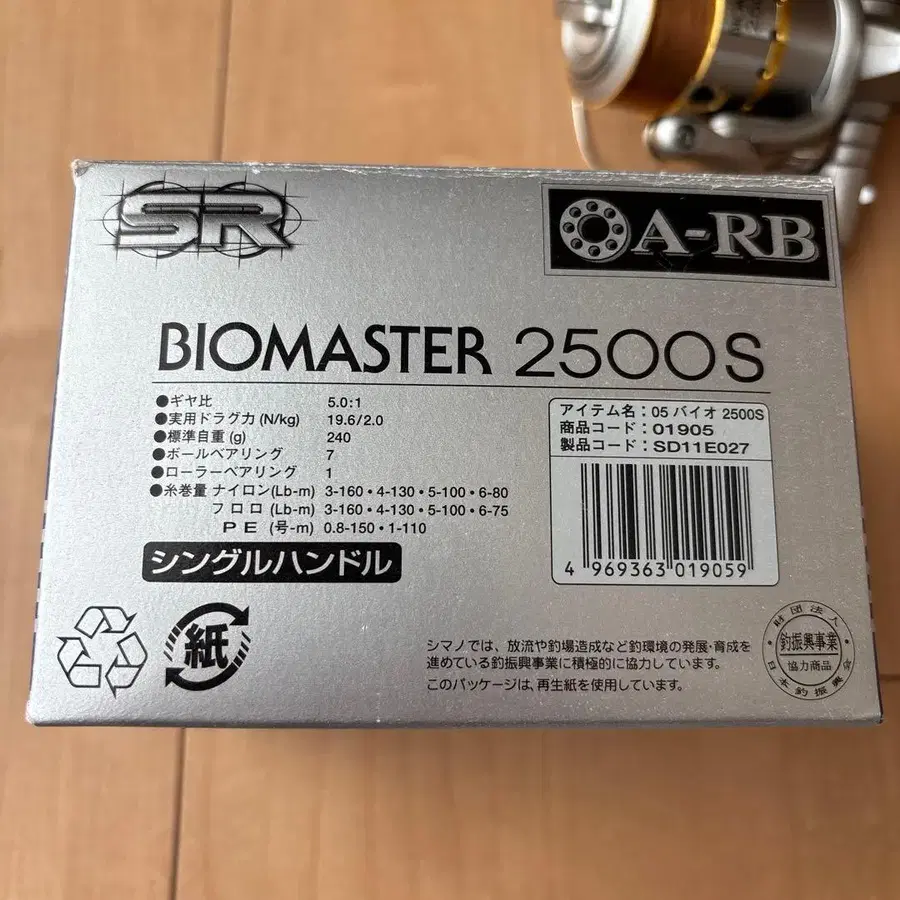 SR
A-RB
BIOMASTER 2500S
●ギヤ比 5.0:1
●実用ドラグ力 (N/kg) 19.6/2.0
●標準自重 (g) 240
●ボールベアリング 7
●ローラーベアリング 1
●糸巻量 ナイロン(Lb-m) 3-160・4-130・5-100・6-80
フロロ (Lb-m) 3-160・4-130・5-100・6-75
PE (号-m) 0.8-150・1-110
シングルハンドル
アイテム名：05 バイオ 2500S
商品コード：01905
製品コード：SD11E027
4 969363 019059
紙
シマノでは、放流や釣場造成など釣環境の発展・育成を
進めている釣振興事業に積極的に協力しています。
このパッケージは、再生紙を使用しています。
財団法人
釣振興事業
協力商品
日本釣振興会